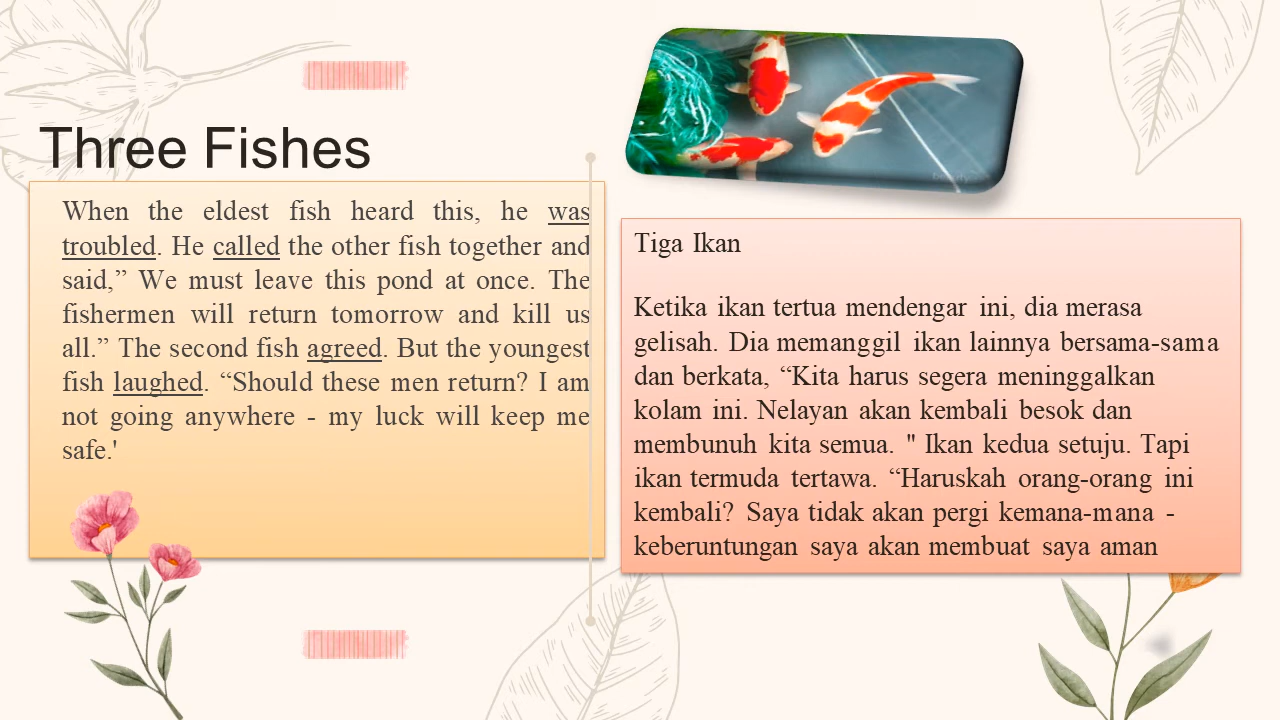 Three Fishes
When the eldest fish heard this, he was
troubled. He called the other fish together and
said,” We must leave this pond at once. The
fishermen will return tomorrow and kill us
all.” The second fish agreed. But the youngest
fish laughed. “Should these men return? I am
not going anywhere - my luck will keep me
safe.'
Tiga Ikan
Ketika ikan tertua mendengar ini, dia merasa
gelisah. Dia memanggil ikan lainnya bersama-sama
dan berkata, “Kita harus segera meninggalkan
kolam ini. Nelayan akan kembali besok dan
membunuh kita semua. " Ikan kedua setuju. Tapi
ikan termuda tertawa. “Haruskah orang-orang ini
kembali? Saya tidak akan pergi kemana-mana -
keberuntungan saya akan membuat saya aman